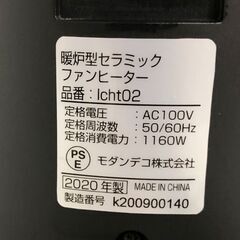 暖炉型セラミック
ファンヒーター
品番：lcht02
定格電圧：AC100V
定格周波数：50/60Hz
定格消費電力：1160W
PS
E
モダンデコ株式会社
2020年製 MADE IN CHINA
製造番号 k200900140